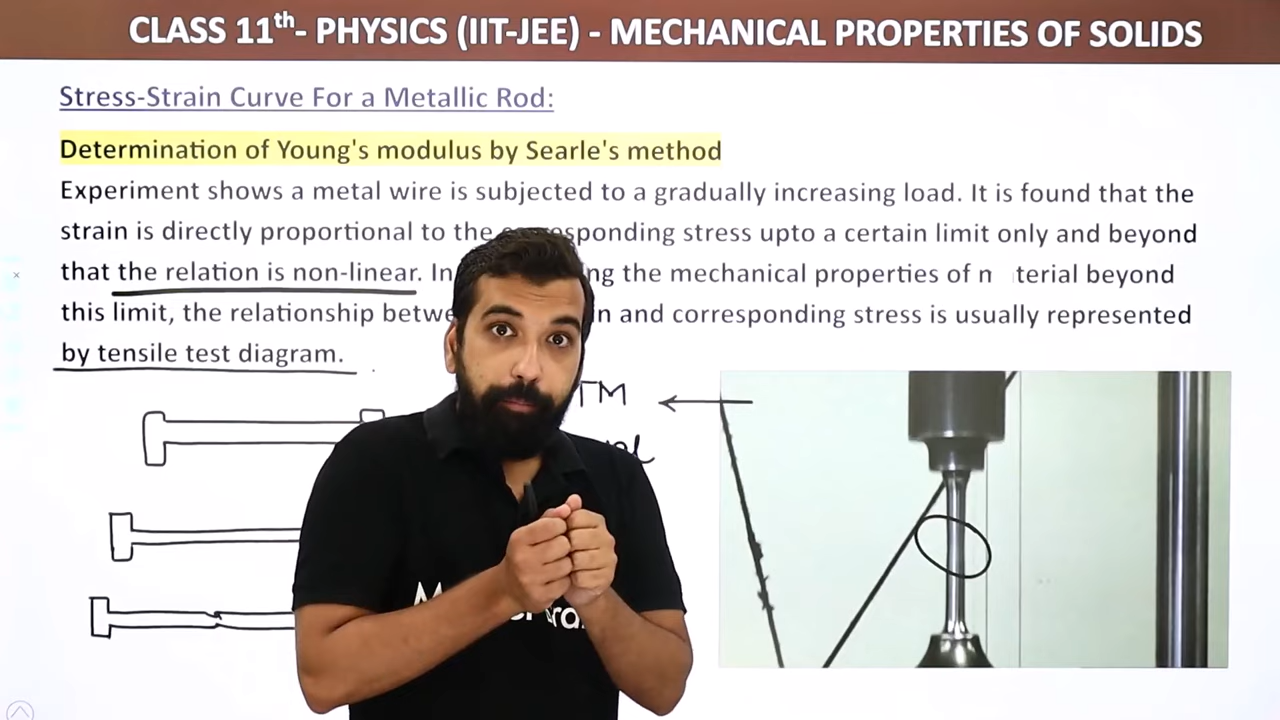 CLASS 11th- PHYSICS (IIT-JEE) - MECHANICAL PROPERTIES OF SOLIDS
Stress-Strain Curve For a Metallic Rod:
Determination of Young's modulus by Searle's method
Experiment shows a metal wire is subjected to a gradually increasing load. It is found that the
strain is directly proportional to the sponding stress upto a certain limit only and beyond
that the relation is non-linear. In ng the mechanical properties of terial beyond
this limit, the relationship betwe n and corresponding stress is usually represented
by tensile test diagram.
TM